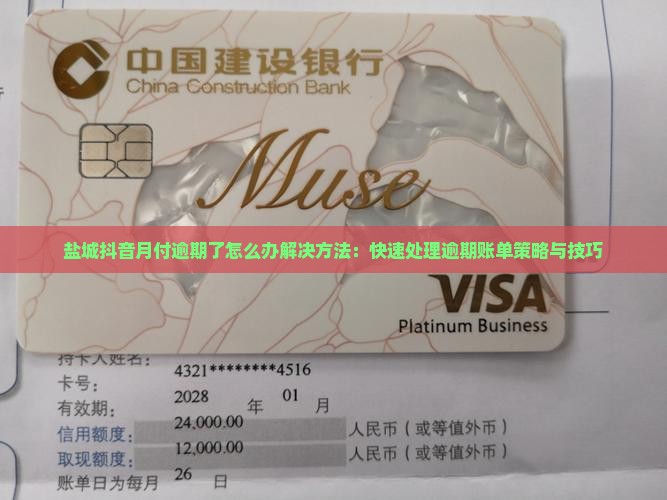 中国建设银行
China Construction Bank
Muse
盐城抖音月付逾期了怎么办解决方法：快速处理逾期账单策略与技巧
VISA
Platinum Business
持卡人姓名：
卡号： 4321********4516
有效期： 2028 年 01 月
信用额度： 24,000.00 人民币（或等值外币）
取现额度： 12,000.00 人民币（或等值外币）
账单日为每月 26 日